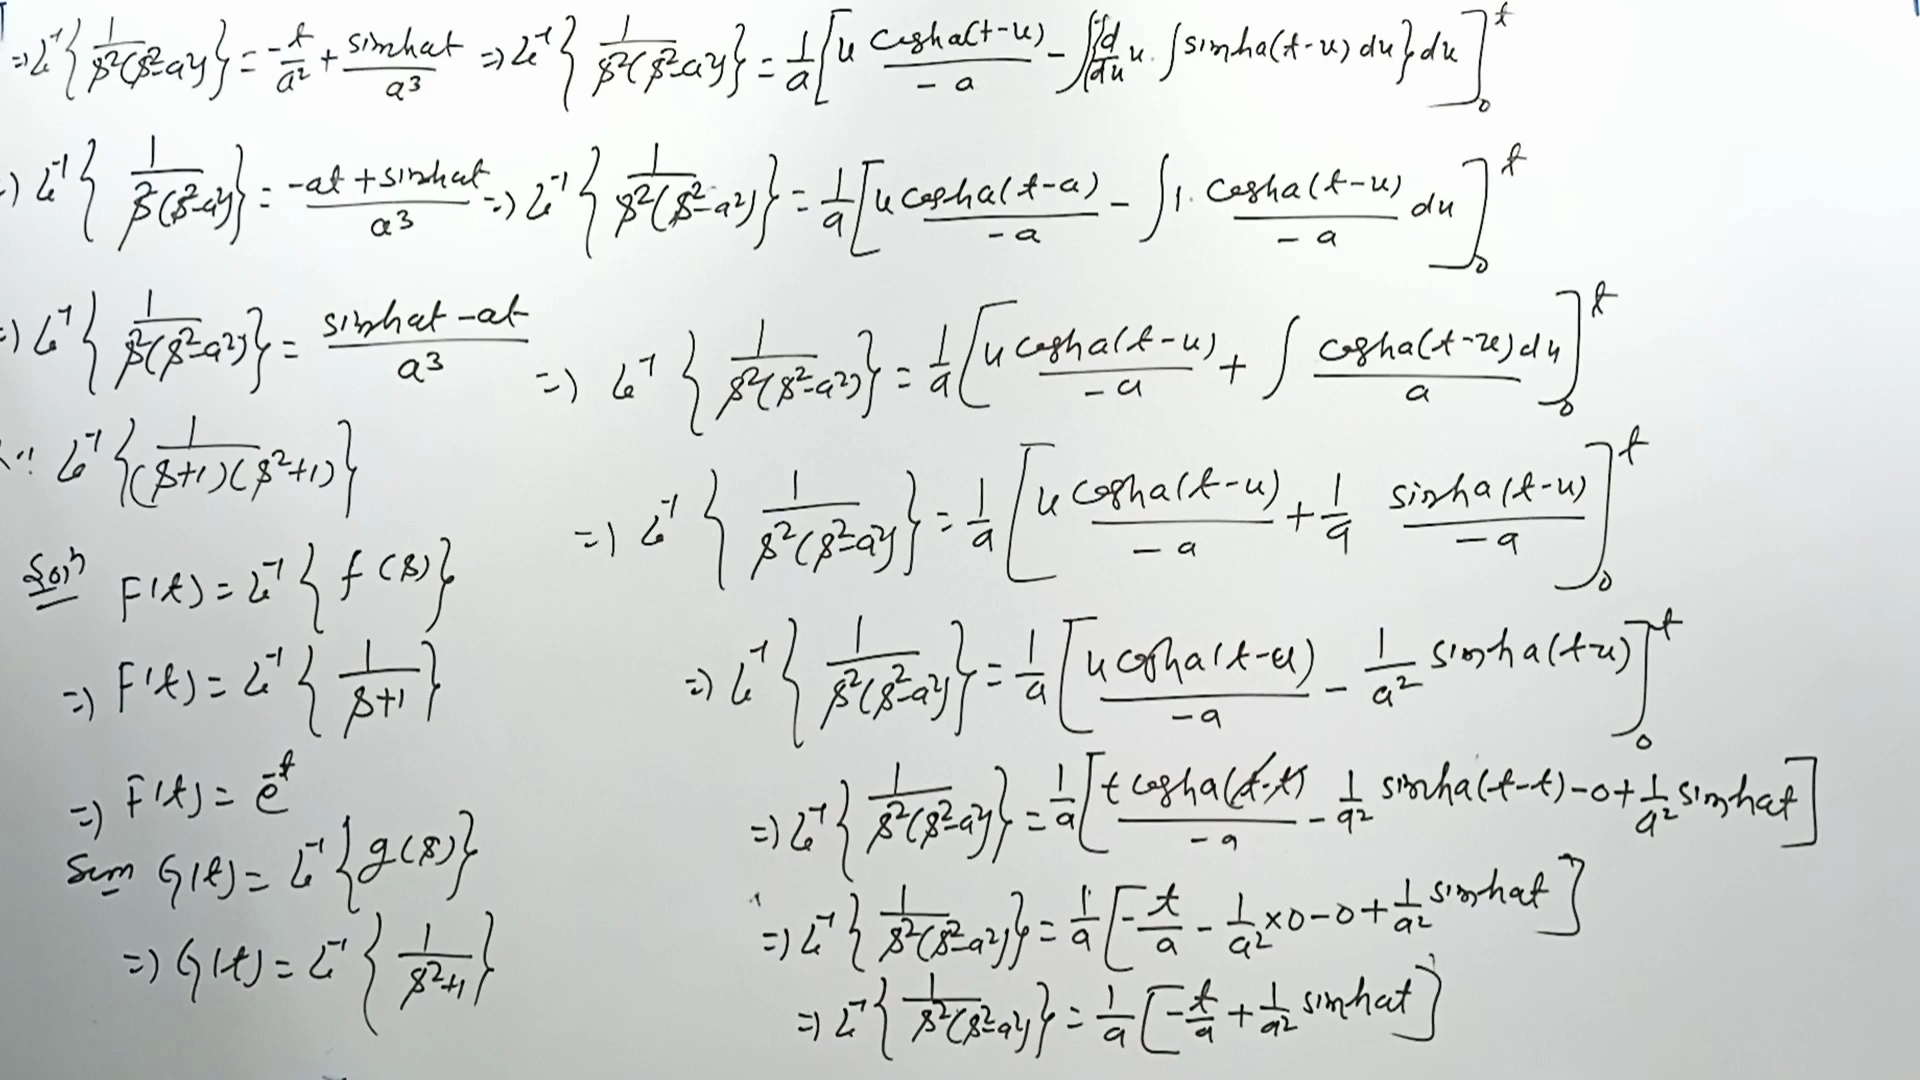 => L⁻¹{1/s²(s²-a²)} = -t/a² + sinhat/a³ => L⁻¹{1/s²(s²-a²)} = 1/a [u cosha(t-u)/-a - ∫{d/du u. ∫sinha(t-u) du} du]₀ᵗ
=> L⁻¹{1/s²(s²-a²)} = -at + sinhat/a³ => L⁻¹{1/s²(s²-a²)} = 1/a [u cosha(t-u)/-a - ∫1. cosha(t-u)/-a du]₀ᵗ
=> L⁻¹{1/s²(s²-a²)} = sinhat - at/a³
=> L⁻¹{1/s²(s²-a²)} = 1/a [u cosha(t-u)/-a + ∫ cosha(t-u) du/a]₀ᵗ
L⁻¹{1/(s+1)(s²+1)}
=> L⁻¹{1/s²(s²-a²)} = 1/a [u cosha(t-u)/-a + 1/a sinha(t-u)/-a]₀ᵗ
Solⁿ F(t) = L⁻¹{f(s)}
=> F(t) = L⁻¹{1/s+1}
=> L⁻¹{1/s²(s²-a²)} = 1/a [u cosha(t-u)/-a - 1/a² sinha(t-u)]₀ᵗ
=> F(t) = e⁻ᵗ
=> L⁻¹{1/s²(s²-a²)} = 1/a [t cosha(t-t)/-a - 1/a² sinha(t-t) - 0 + 1/a² sinhat]
Sim G(t) = L⁻¹{g(s)}
=> L⁻¹{1/s²(s²-a²)} = 1/a [-t/a - 1/a² x 0 - 0 + 1/a² sinhat]
=> G(t) = L⁻¹{1/s²+1}
=> L⁻¹{1/s²(s²-a²)} = 1/a [-t/a + 1/a² sinhat]